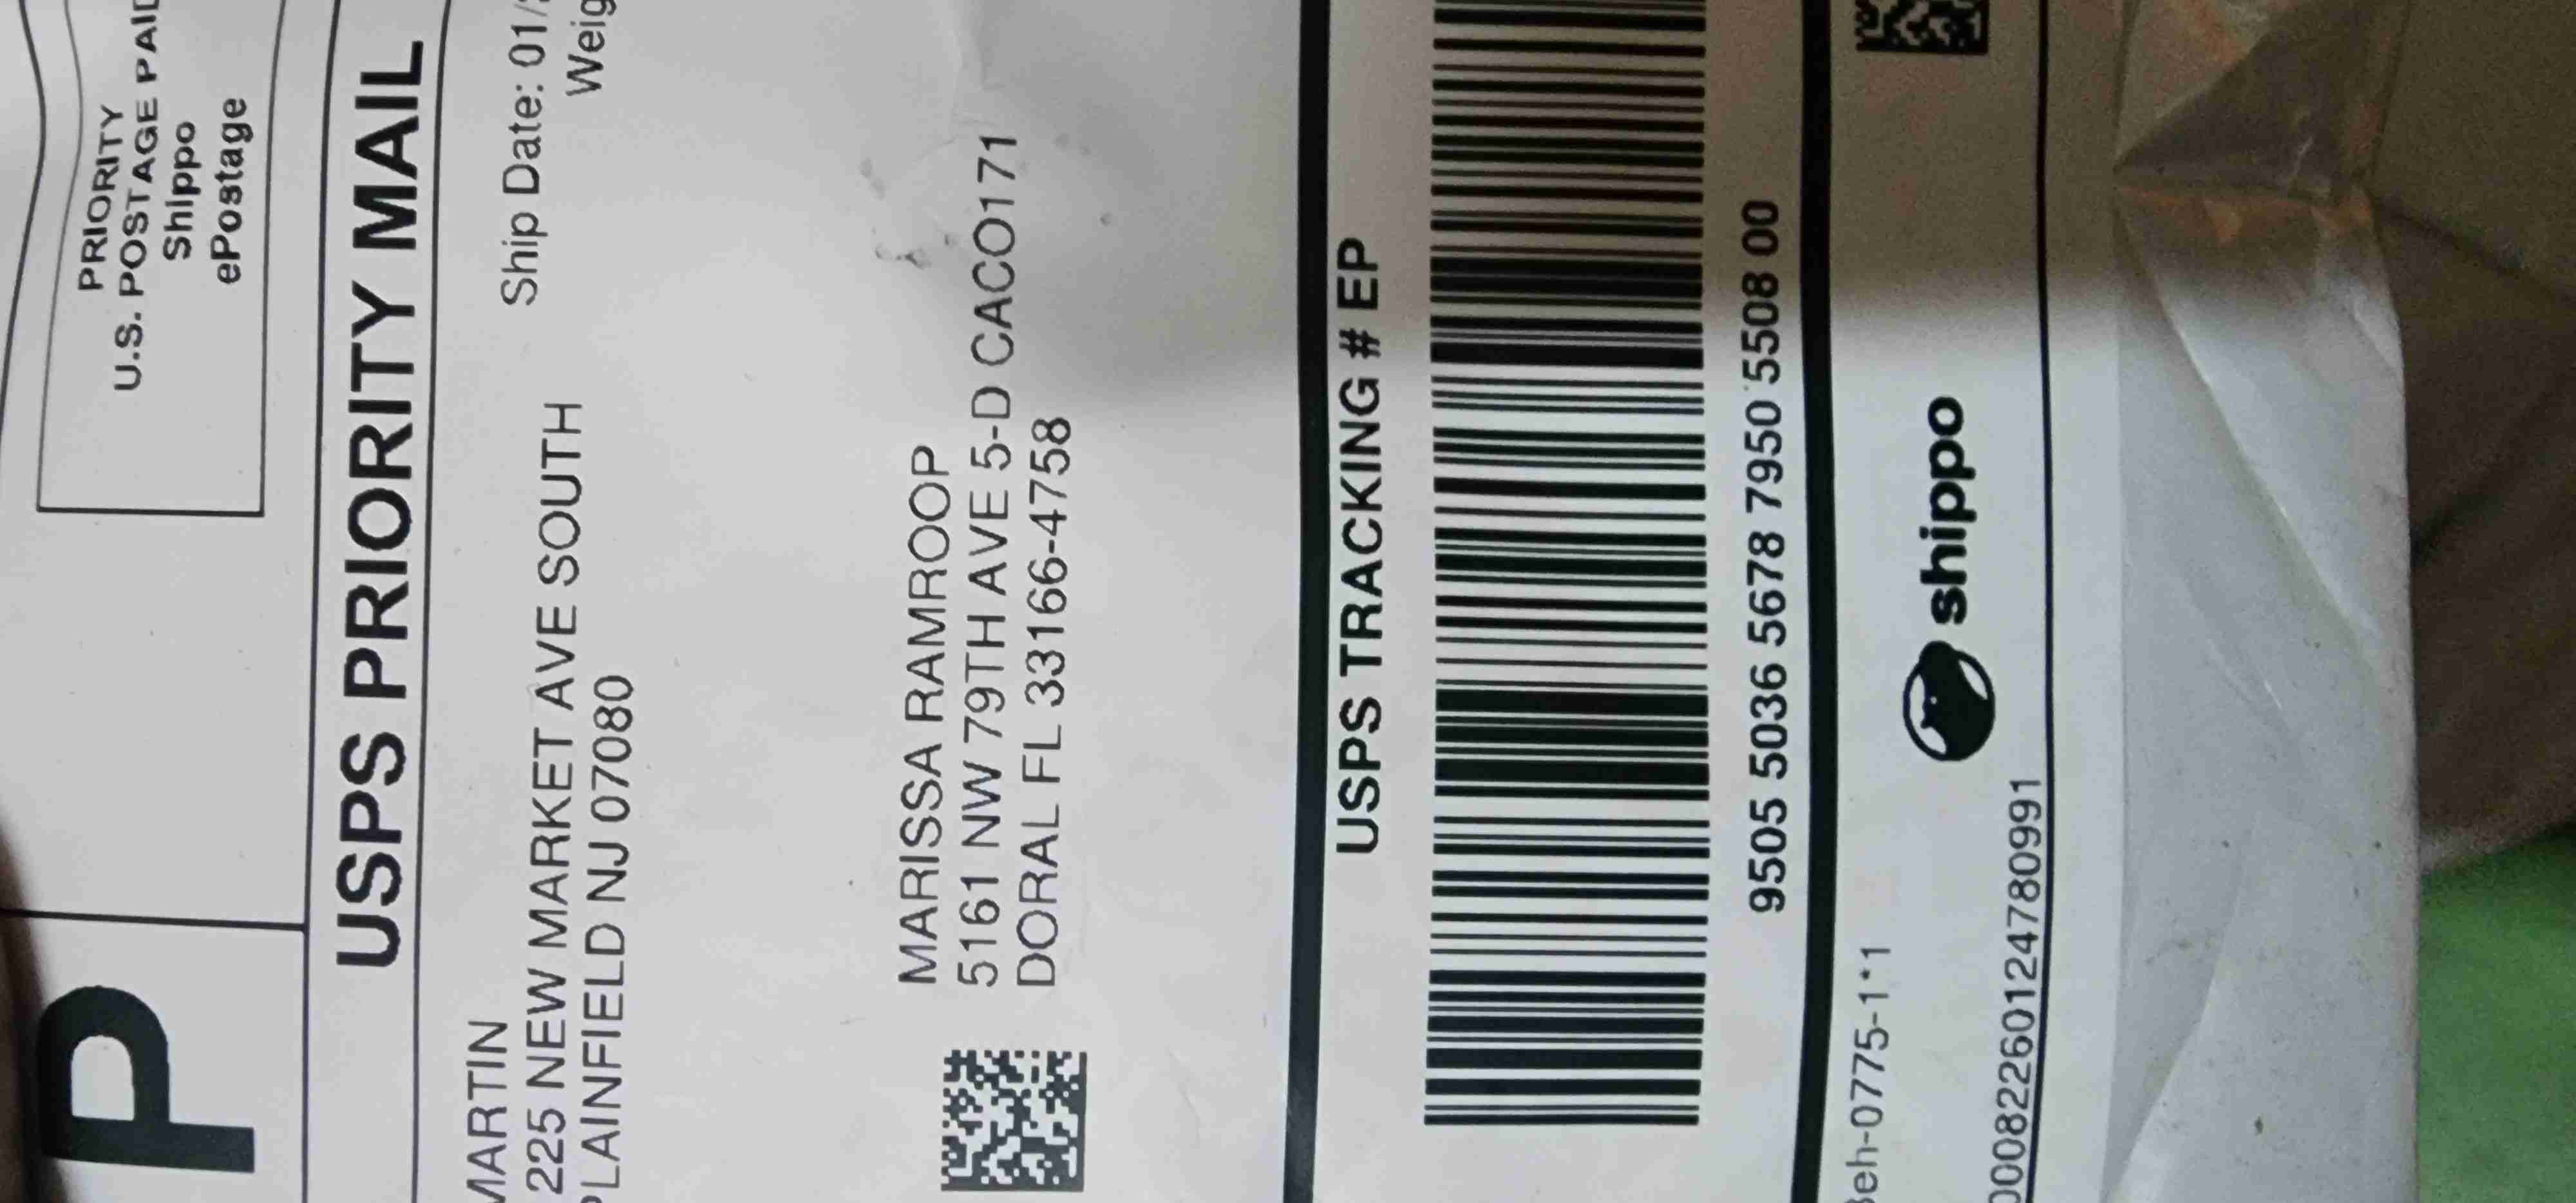 P
PRIORITY
U.S. POSTAGE PAID
Shippo
ePostage
USPS PRIORITY MAIL
MARTIN
225 NEW MARKET AVE SOUTH
PLAINFIELD NJ 07080
Ship Date: 01/
Weig
MARISSA RAMROOP
5161 NW 79TH AVE 5-D CACO171
DORAL FL 33166-4758
USPS TRACKING # EP
9505 5036 5678 7950 5508 00
eh-0775-1*1
shippo
00082260124780991